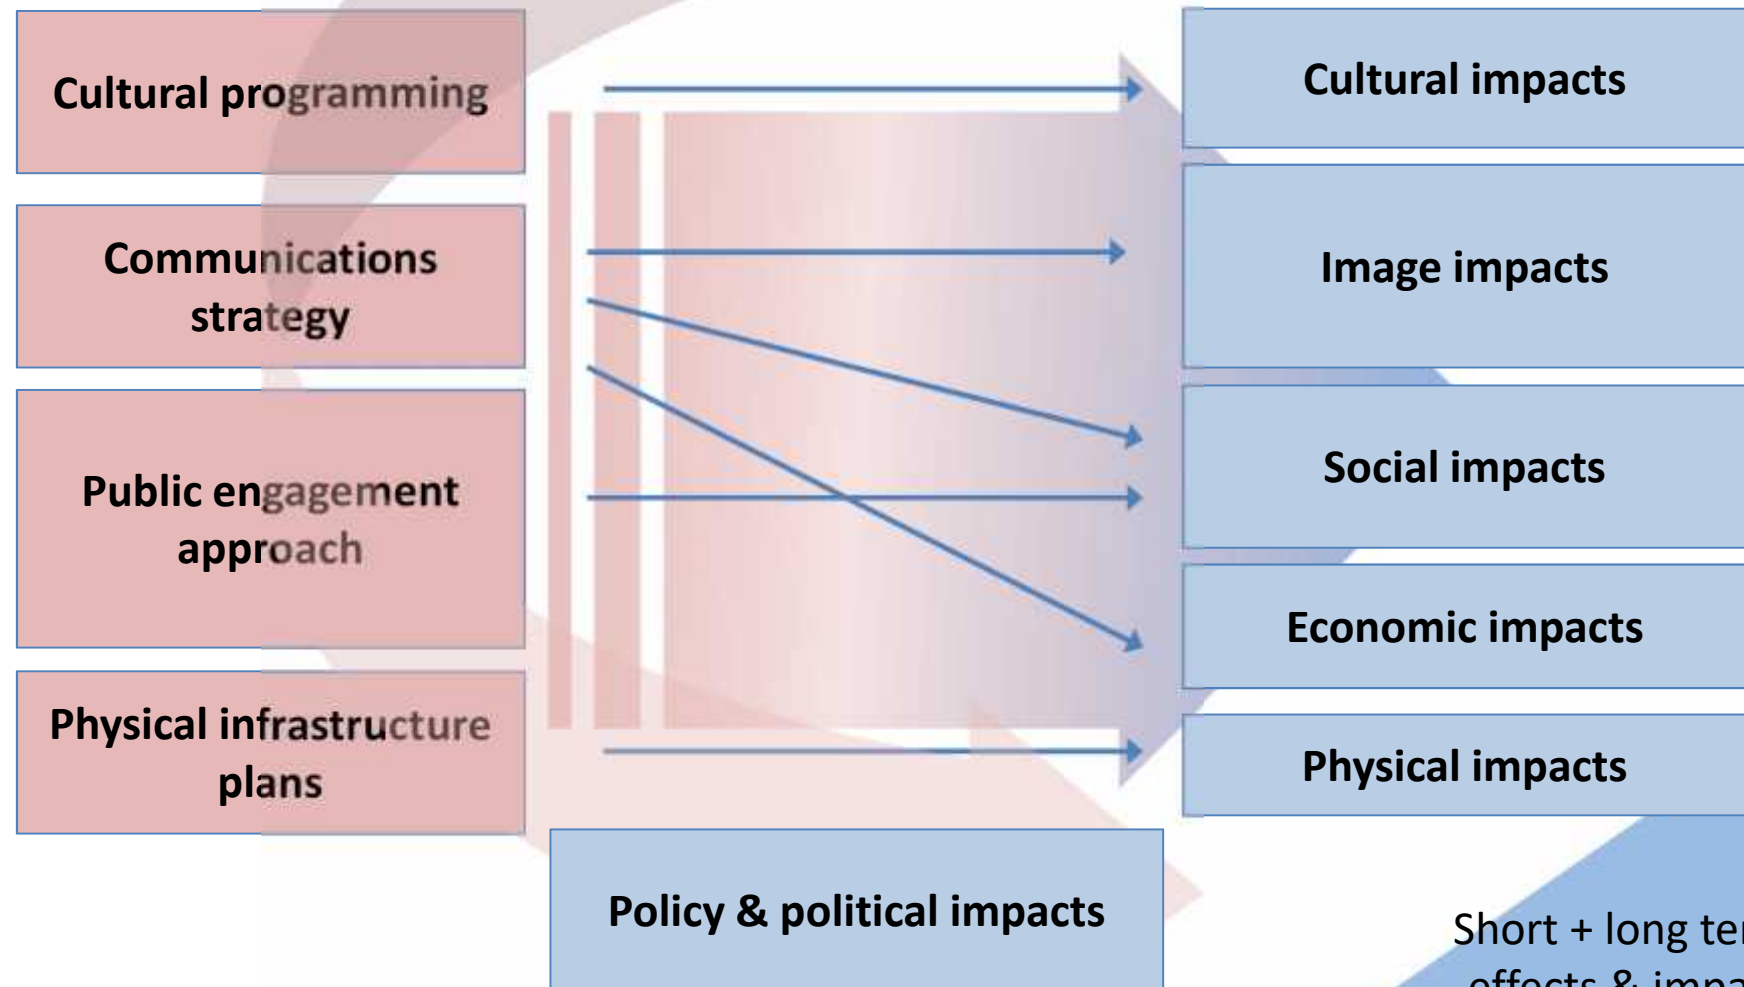 Cultural programming
Communications
strategy
Public engagement
approach
Physical infrastructure
plans
Cultural impacts
Image impacts
Social impacts
Economic impacts
Physical impacts
Policy & political impacts
Short + long
effects &